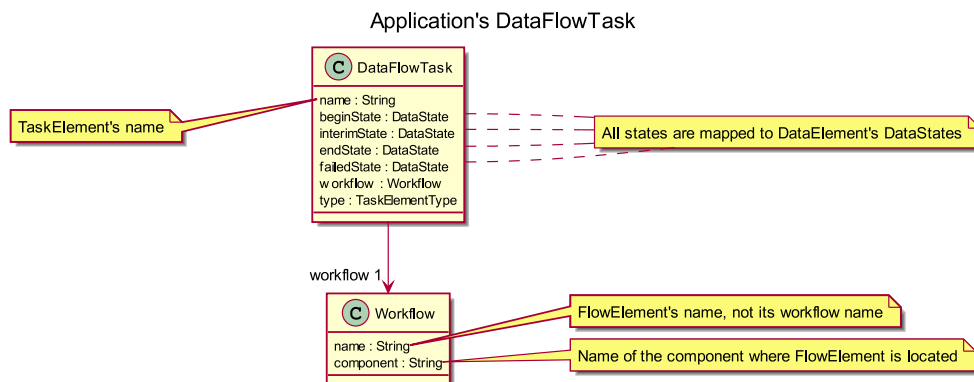 Application's DataFlowTask
C DataFlowTask
name : String
beginState : DataState
interimState : DataState
endState : DataState
failedState : DataState
workflow : Workflow
type : TaskElementType
TaskElement's name
All states are mapped to DataElement's DataStates
workflow 1
C Workflow
name : String
component : String
FlowElement's name, not its workflow name
Name of the component where FlowElement is located